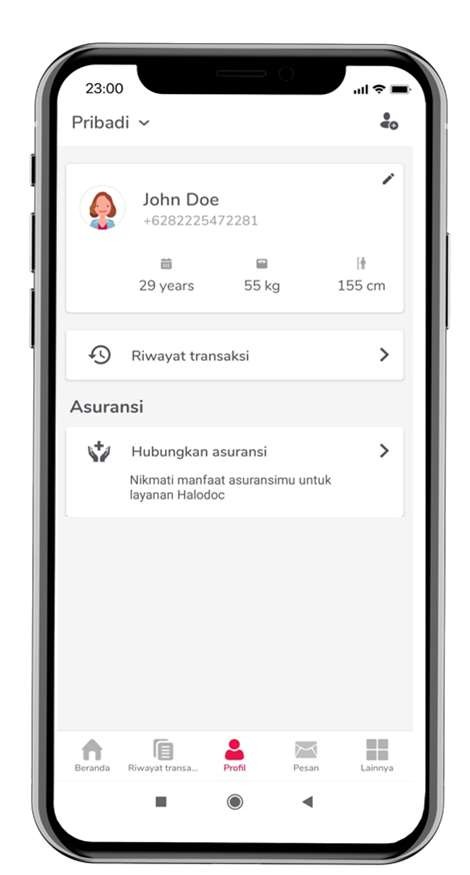 23:00
Pribadi
John Doe
+6282225472281
29 years 55 kg 155 cm
Riwayat transaksi
Asuransi
Hubungkan asuransi
Nikmati manfaat asuransimu untuk
layanan Halodoc
Beranda Riwayat transa... Profil Pesan Lainnya